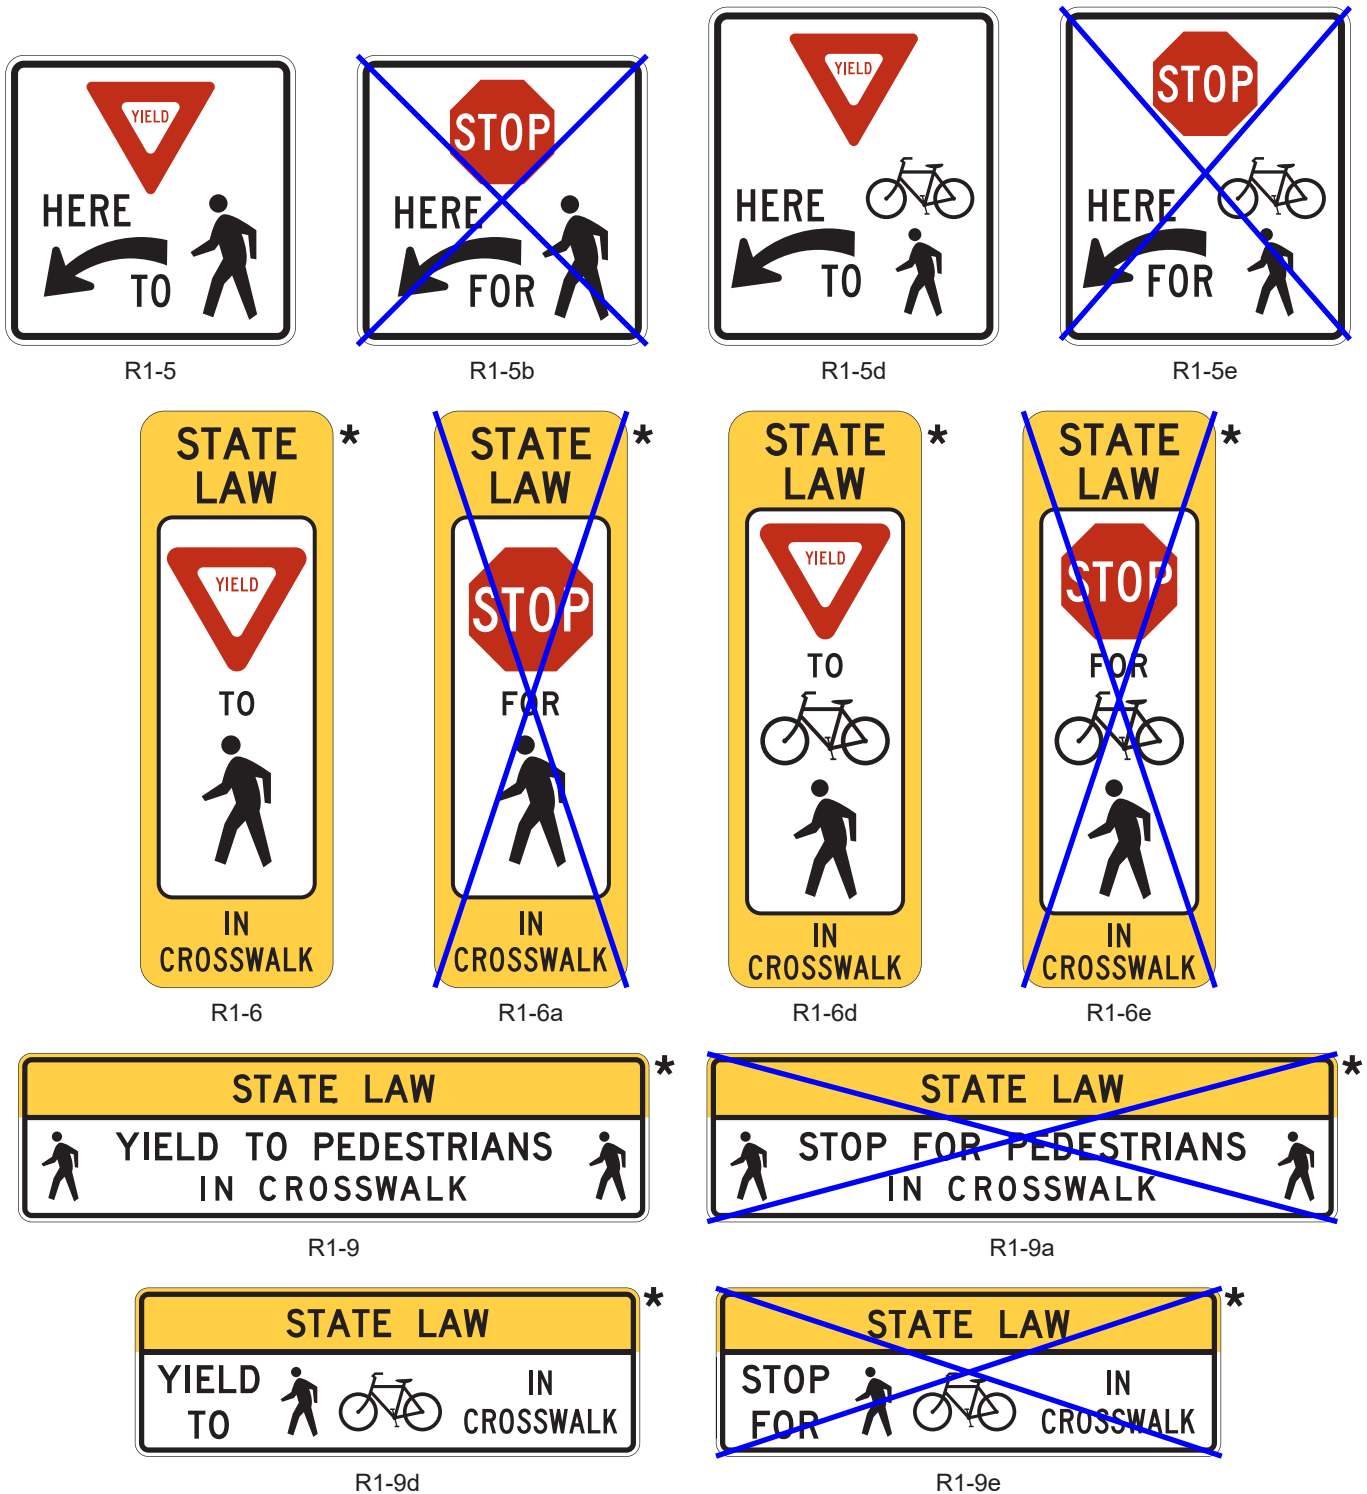 YIELD
HERE
TO
R1-5
STOP
HERE
FOR
R1-5b
YIELD
HERE
TO
R1-5d
STOP
HERE
FOR
R1-5e
STATE *
LAW
YIELD
TO
IN
CROSSWALK
R1-6
STATE *
LAW
STOP
FOR
IN
CROSSWALK
R1-6a
STATE *
LAW
YIELD
TO
IN
CROSSWALK
R1-6d
STATE *
LAW
STOP
FOR
IN
CROSSWALK
R1-6e
STATE LAW *
YIELD TO PEDESTRIANS
IN CROSSWALK
R1-9
STATE LAW *
STOP FOR PEDESTRIANS
IN CROSSWALK
R1-9a
STATE LAW *
YIELD
TO
IN
CROSSWALK
R1-9d
STATE LAW *
STOP
FOR
IN
CROSSWALK
R1-9e